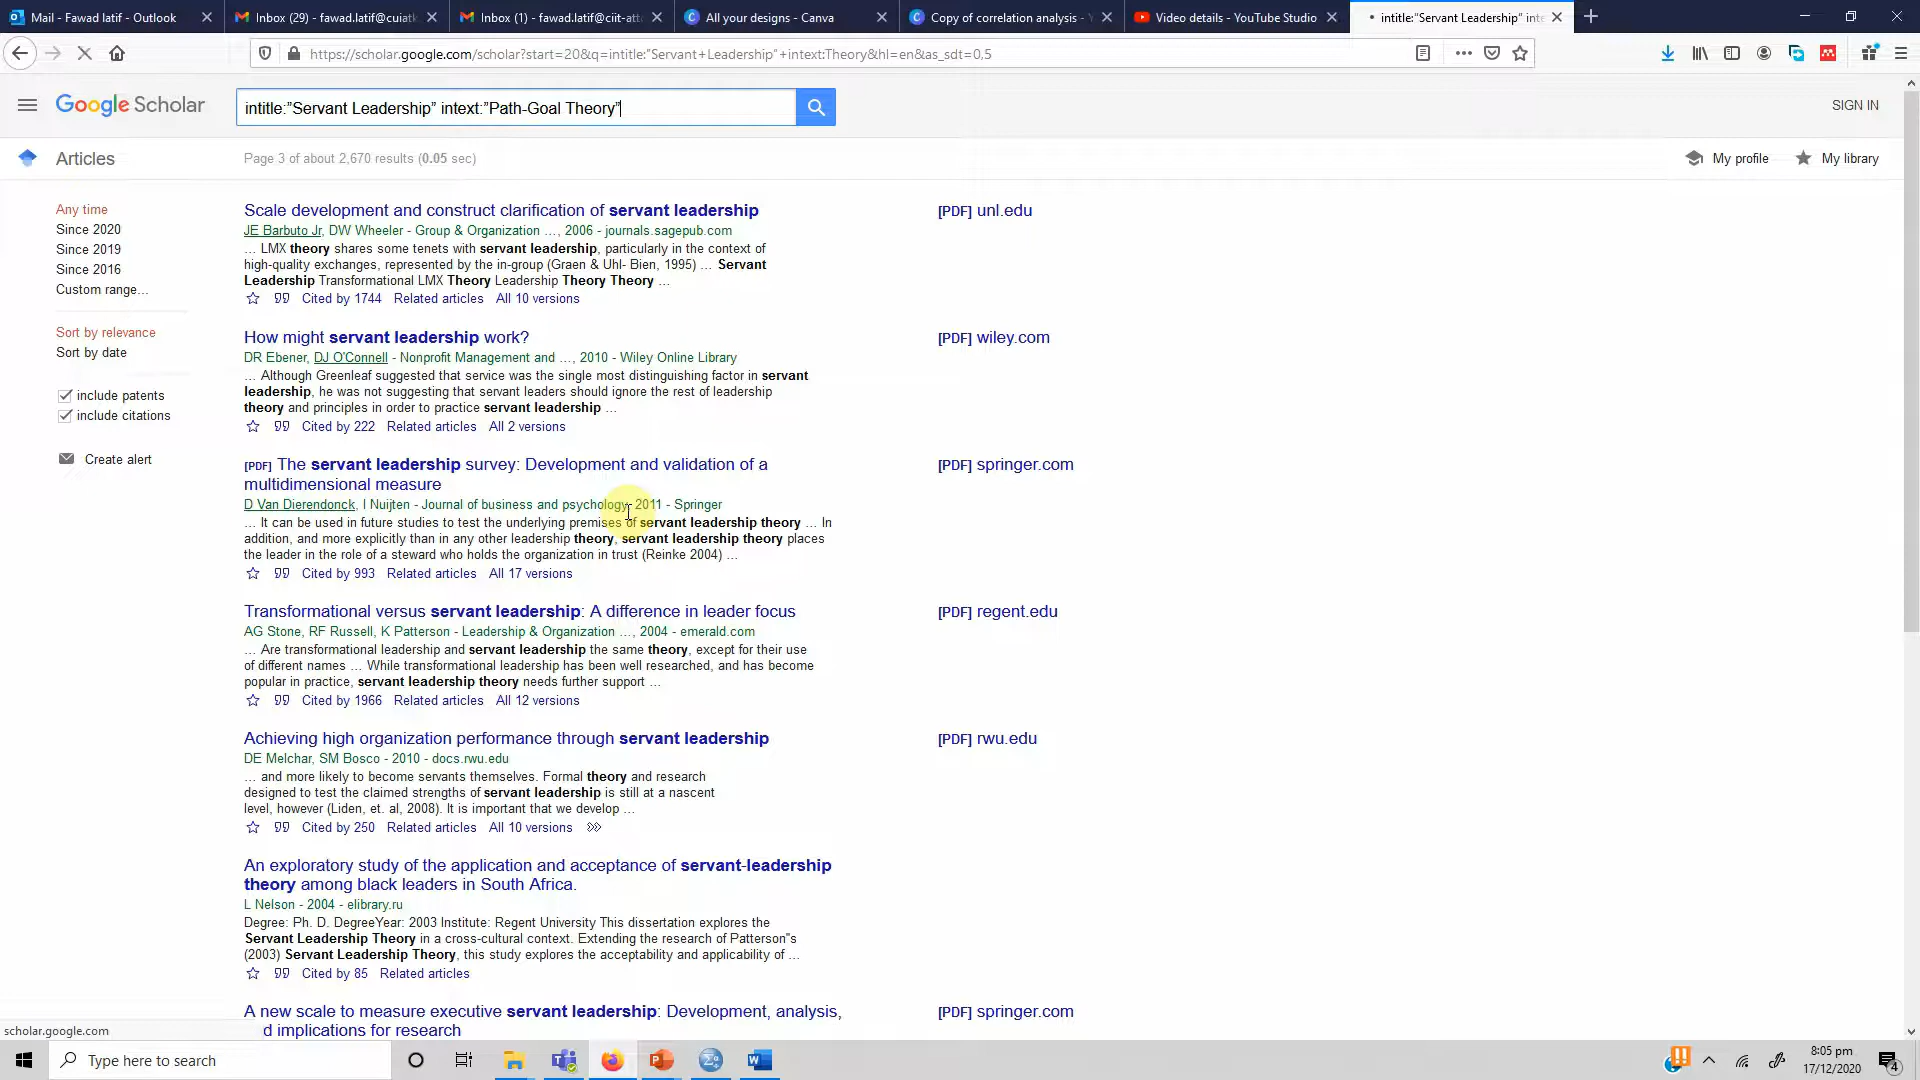 Mail - Fawad latif - Outlook
Inbox (29) - fawad.latif@cuiatk
Inbox (1) - fawad.latif@ciit-att
All your designs - Canva
Copy of correlation analysis -
Video details - YouTube Studio
intitle:"Servant Leadership" inte
https://scholar.google.com/scholar?start=20&q=intitle:"Servant+Leadership"+intext:Theory&hl=en&as_sdt=0,5
Google Scholar
intitle:"Servant Leadership" intext:"Path-Goal Theory"
SIGN IN
Articles
Page 3 of about 2,670 results (0.05 sec)
My profile
My library
Any time
Since 2020
Since 2019
Since 2016
Custom range...
Sort by relevance
Sort by date
include patents
include citations
Create alert
Scale development and construct clarification of servant leadership
JE Barbuto Jr, DW Wheeler - Group & Organization …, 2006 - journals.sagepub.com
… LMX theory shares some tenets with servant leadership, particularly in the context of
high-quality exchanges, represented by the in-group (Graen & Uhl- Bien, 1995) … Servant
Leadership Transformational LMX Theory Leadership Theory Theory …
Cited by 1744 Related articles All 10 versions
[PDF] unl.edu
How might servant leadership work?
DR Ebener, DJ O'Connell - Nonprofit Management and …, 2010 - Wiley Online Library
… Although Greenleaf suggested that service was the single most distinguishing factor in servant
leadership, he was not suggesting that servant leaders should ignore the rest of leadership
theory and principles in order to practice servant leadership …
Cited by 222 Related articles All 2 versions
[PDF] wiley.com
[PDF] The servant leadership survey: Development and validation of a
multidimensional measure
D Van Dierendonck, I Nuijten - Journal of business and psychology, 2011 - Springer
… It can be used in future studies to test the underlying premises of servant leadership theory … In
addition, and more explicitly than in any other leadership theory, servant leadership theory places
the leader in the role of a steward who holds the organization in trust (Reinke 2004) …
Cited by 993 Related articles All 17 versions
[PDF] springer.com
Transformational versus servant leadership: A difference in leader focus
AG Stone, RF Russell, K Patterson - Leadership & Organization …, 2004 - emerald.com
… Are transformational leadership and servant leadership the same theory, except for their use
of different names … While transformational leadership has been well researched, and has become
popular in practice, servant leadership theory needs further support …
Cited by 1966 Related articles All 12 versions
[PDF] regent.edu
Achieving high organization performance through servant leadership
DE Melchar, SM Bosco - 2010 - docs.rwu.edu
… and more likely to become servants themselves. Formal theory and research
designed to test the claimed strengths of servant leadership is still at a nascent
level, however (Liden, et. al, 2008). It is important that we develop …
Cited by 250 Related articles All 10 versions
[PDF] rwu.edu
An exploratory study of the application and acceptance of servant-leadership
theory among black leaders in South Africa.
L Nelson - 2004 - elibrary.ru
Degree: Ph. D. DegreeYear: 2003 Institute: Regent University This dissertation explores the
Servant Leadership Theory in a cross-cultural context. Extending the research of Patterson"s
(2003) Servant Leadership Theory, this study explores the acceptability and applicability of …
Cited by 85 Related articles
A new scale to measure executive servant leadership: Development, analysis,
d implications for research
[PDF] springer.com
scholar.google.com
Type here to search
8:05 pm
17/12/2020
4